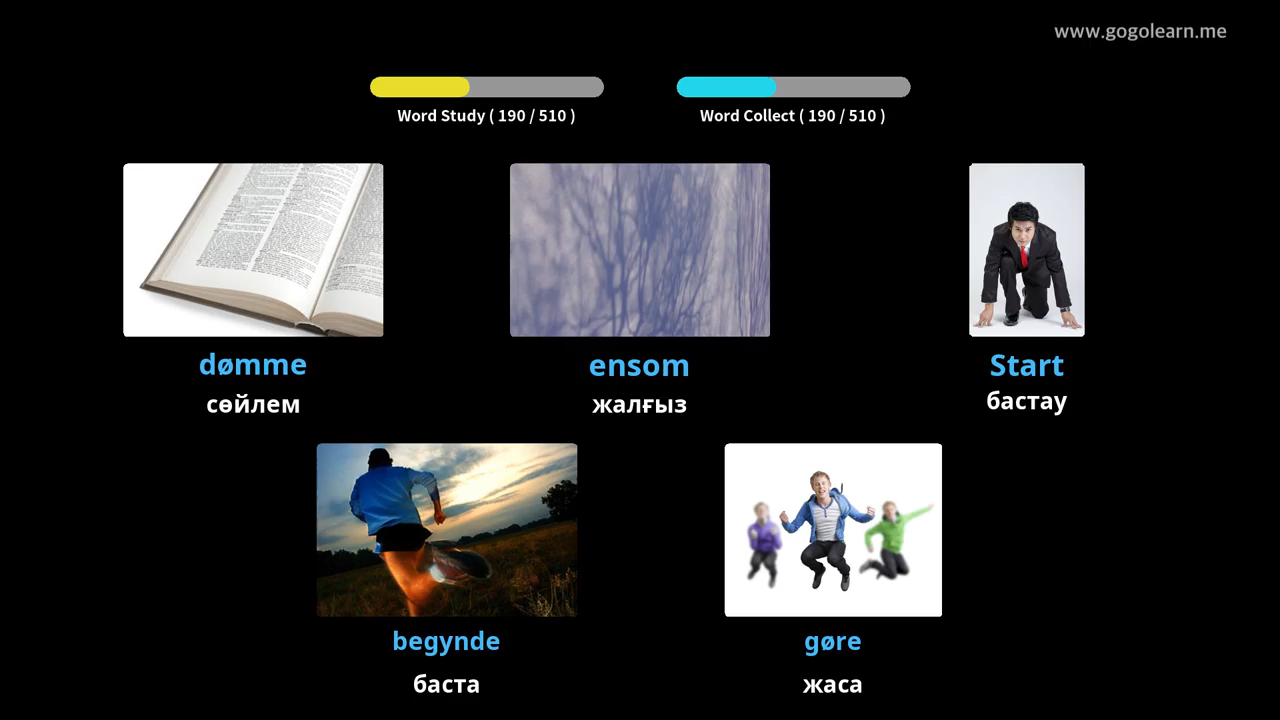 www.gogolearn.me
Word Study ( 190 / 510 )
Word Collect ( 190 / 510 )
dømme
сөйлем
ensom
жалғыз
Start
бастау
begynde
баста
gøre
жаса